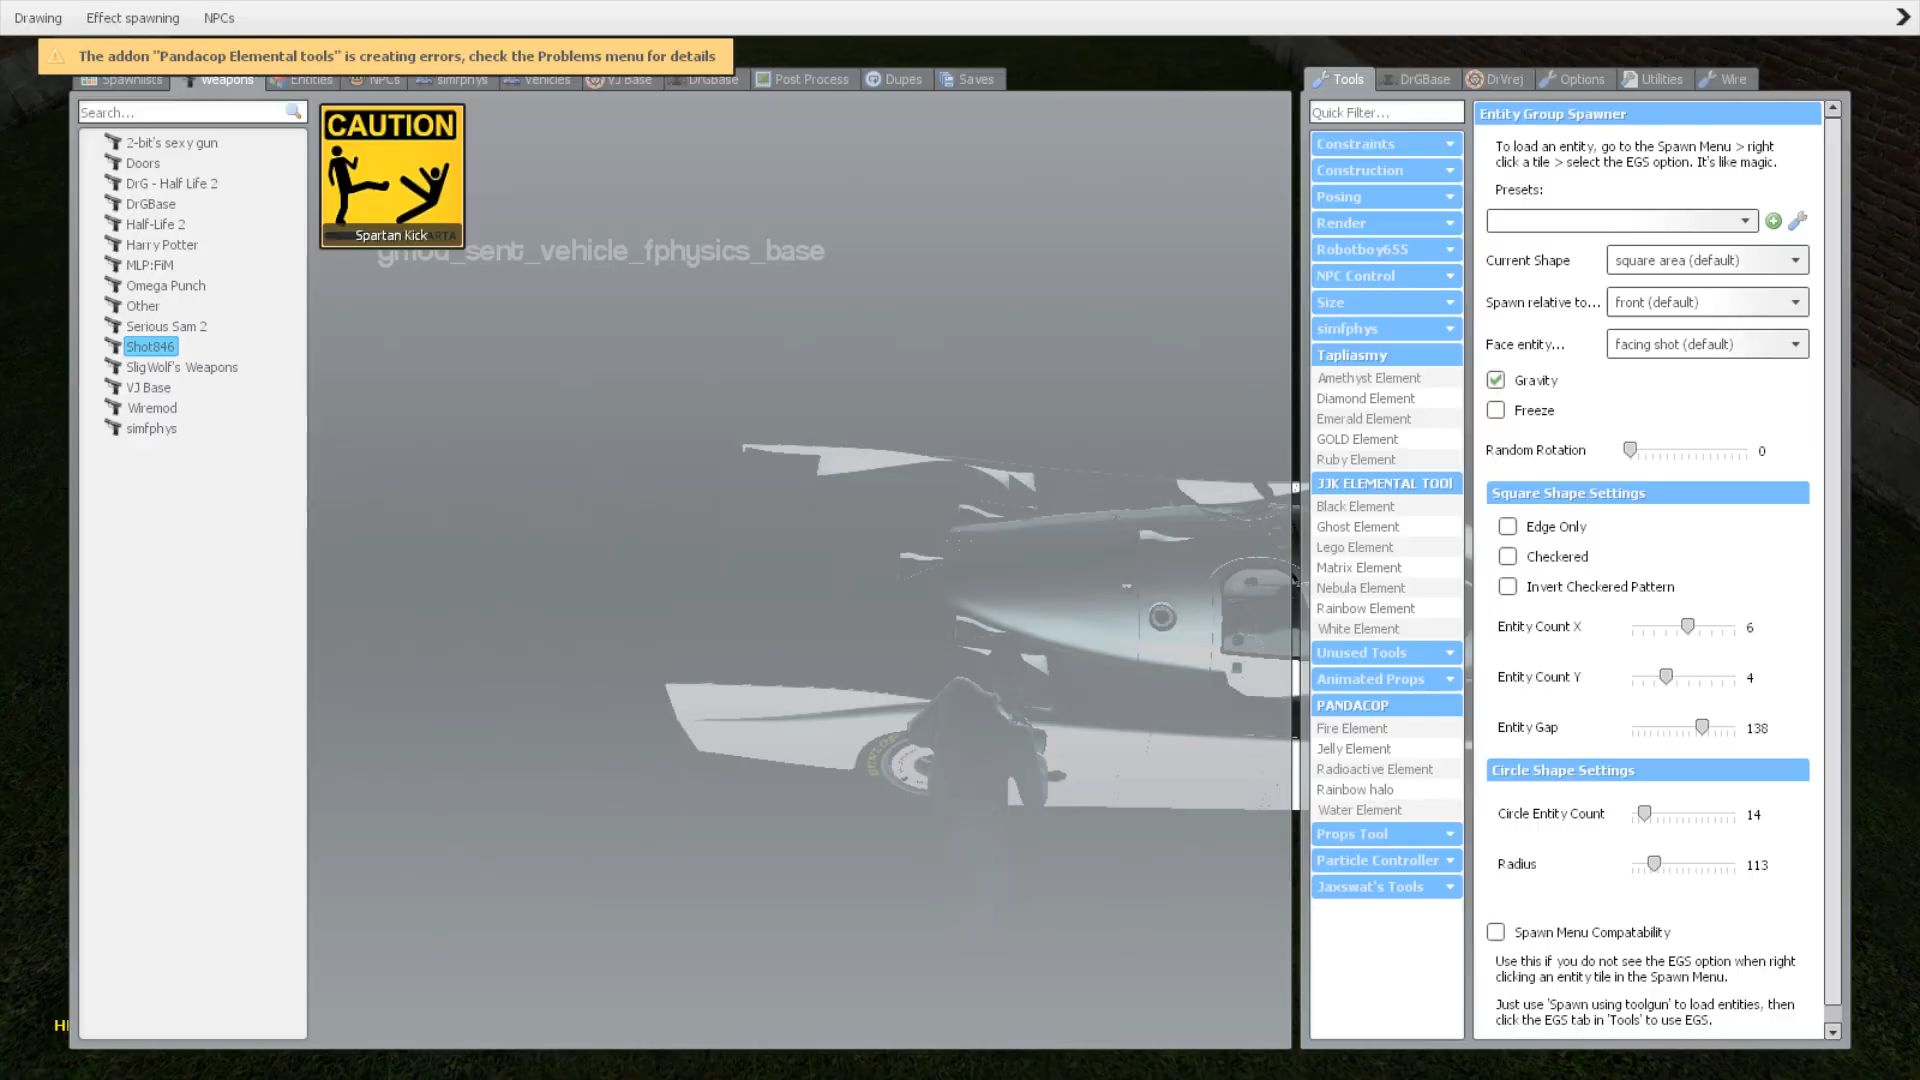 Drawing
Effect spawning
NPCs
The addon "Pandacop Elemental tools" is creating errors, check the Problems menu for details
Spawnlists
Weapons
Entities
NPCs
simfphys
Vehicles
VJ Base
DrGBase
Post Process
Dupes
Saves
Tools
DrGBase
DrVrej
Options
Utilities
Wire
Search...
2-bit's sexy gun
Doors
DrG - Half Life 2
DrGBase
Half-Life 2
Harry Potter
MLP:FiM
Omega Punch
Other
Serious Sam 2
Shot846
SligWolf's Weapons
VJ Base
Wiremod
simfphys
CAUTION
Spartan Kick
gmod_sent_vehicle_fphysics_base
DUNLOP
Quick Filter...
Constraints
Construction
Posing
Render
Robotboy655
NPC Control
Size
simfphys
Tapliasmy
Amethyst Element
Diamond Element
Emerald Element
GOLD Element
Ruby Element
JJK ELEMENTAL TOOl
Black Element
Ghost Element
Lego Element
Matrix Element
Nebula Element
Rainbow Element
White Element
Unused Tools
Animated Props
PANDACOP
Fire Element
Jelly Element
Radioactive Element
Rainbow halo
Water Element
Props Tool
Particle Controller
Jaxswat's Tools
Entity Group Spawner
To load an entity, go to the Spawn Menu > right
click a tile > select the EGS option. It's like magic.
Presets:
Current Shape square area (default)
Spawn relative to... front (default)
Face entity... facing shot (default)
Gravity
Freeze
Random Rotation 0
Square Shape Settings
Edge Only
Checkered
Invert Checkered Pattern
Entity Count X 6
Entity Count Y 4
Entity Gap 138
Circle Shape Settings
Circle Entity Count 14
Radius 113
Spawn Menu Compatability
Use this if you do not see the EGS option when right
clicking an entity tile in the Spawn Menu.
Just use 'Spawn using toolgun' to load entities, then
click the EGS tab in 'Tools' to use EGS.